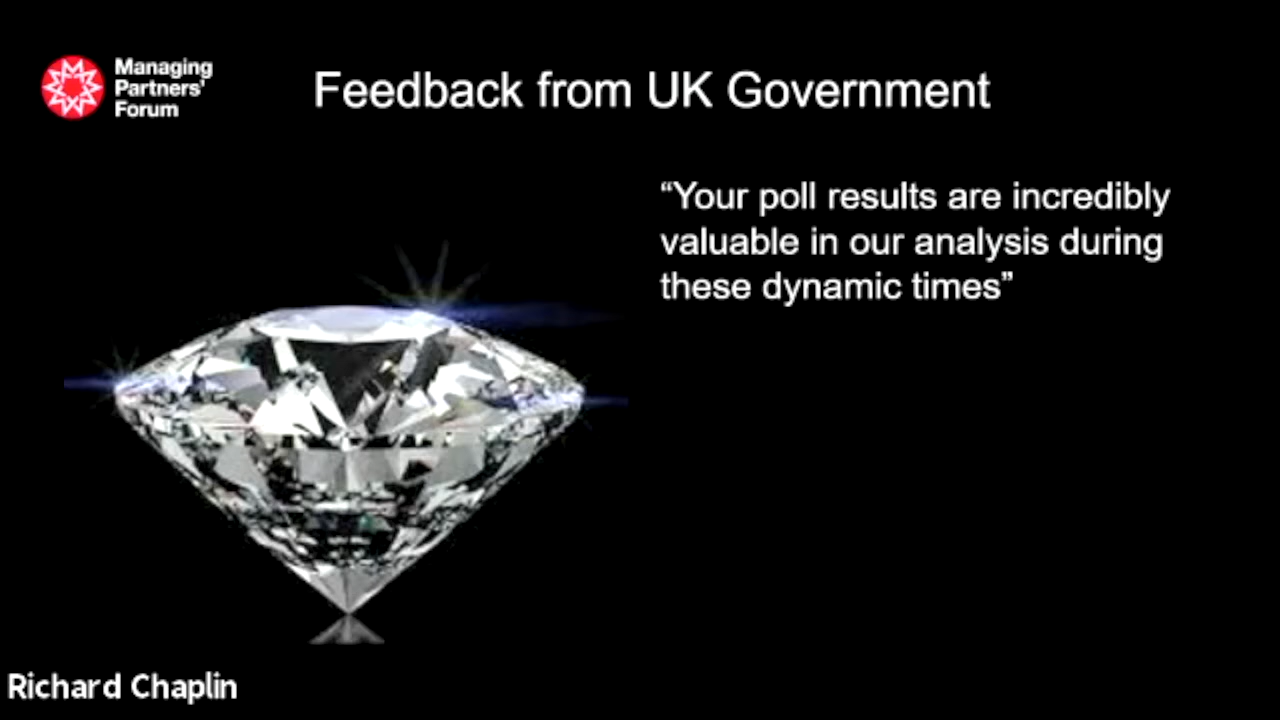 Managing
Partners'
Forum
Feedback from UK Government
“Your poll results are incredibly
valuable in our analysis during
these dynamic times”
Richard Chaplin